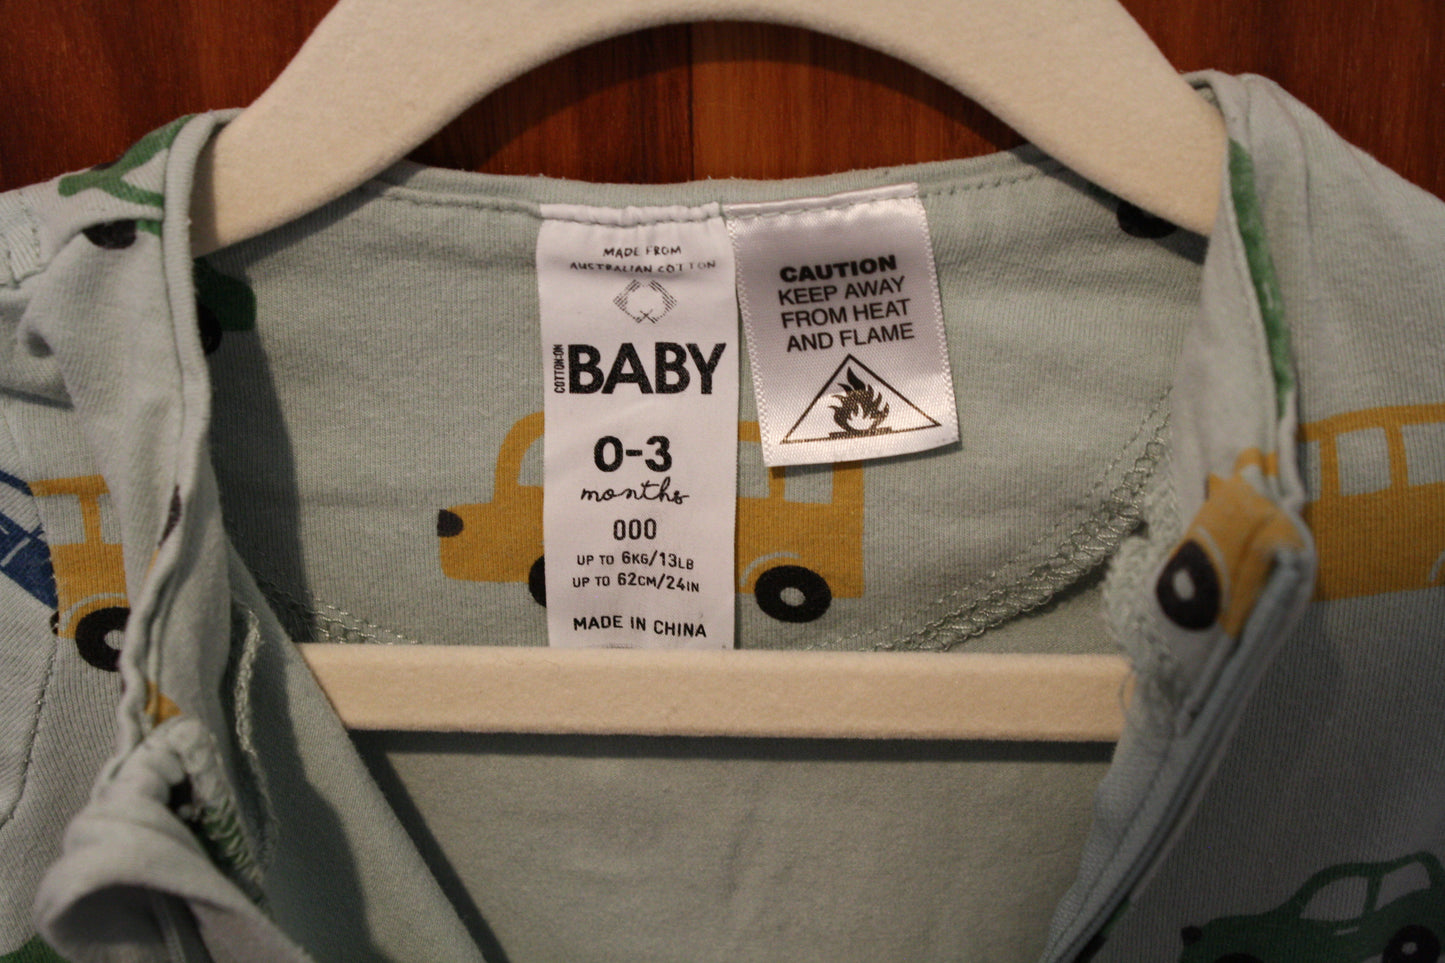 MADE FROM
AUSTRALIAN COTTON
COTTON:ON
BABY
0-3
months
000
UP TO 6KG/13LB
UP TO 62CM/24IN
MADE IN CHINA
CAUTION
KEEP AWAY
FROM HEAT
AND FLAME